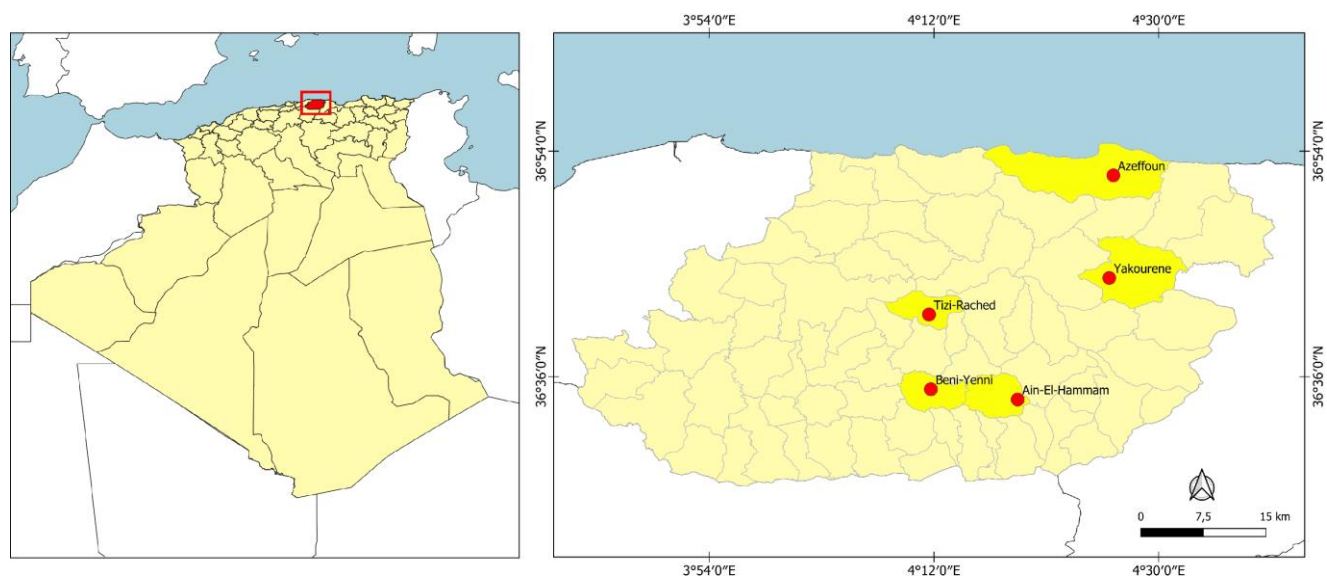 3°54′0″E
4°12′0″E
4°30′0″E
36°54′0″N
36°54′0″N
Azeffoun
Yakourene
Tizi-Rached
36°36′0″N
36°36′0″N
Beni-Yenni
Ain-El-Hammam
0
7,5
15 km
3°54′0″E
4°12′0″E
4°30′0″E